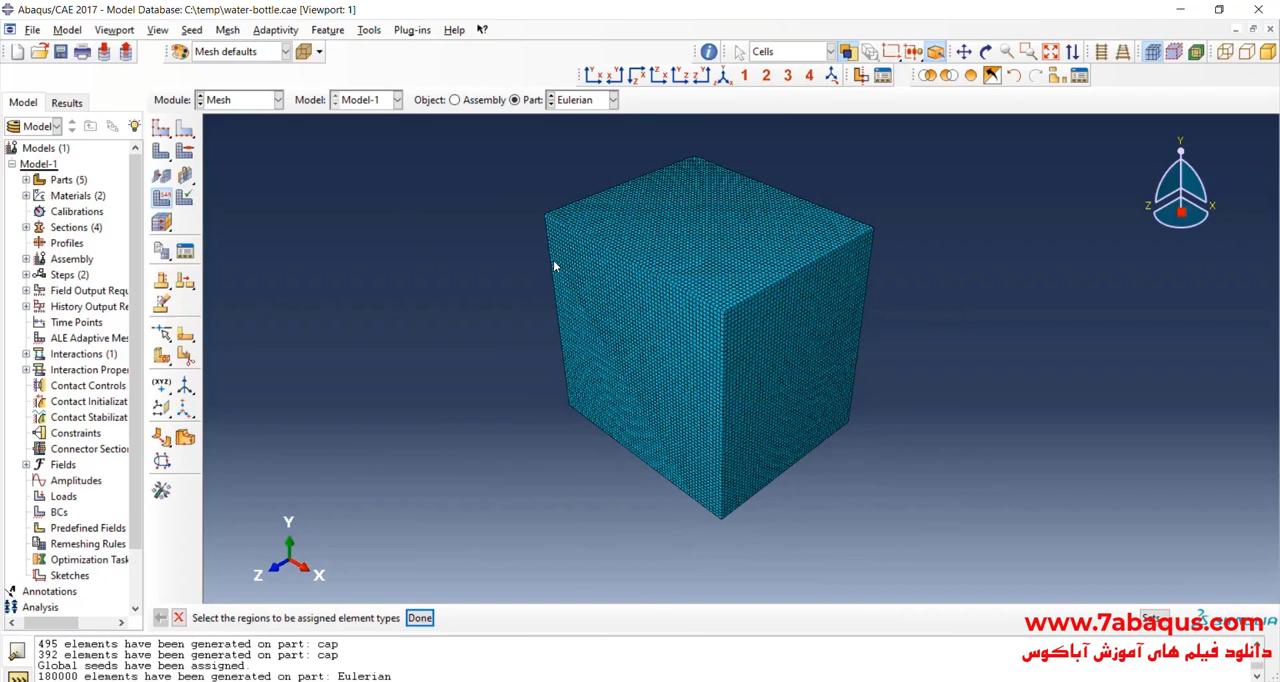 Abaqus/CAE 2017 - Model Database: C:\temp\water-bottle.cae [Viewport: 1]
File Model Viewport View Seed Mesh Adaptivity Feature Tools Plug-ins Help
Mesh defaults Cells
1 2 3 4
Model Results Module: Mesh Model: Model-1 Object: Assembly Part: Eulerian
Model
Models (1)
Model-1
Parts (5)
Materials (2)
Calibrations
Sections (4)
Profiles
Assembly
Steps (2)
Field Output Requ
History Output Re
Time Points
ALE Adaptive Mes
Interactions (1)
Interaction Proper
Contact Controls
Contact Initializat
Contact Stabilizat
Constraints
Connector Section
Fields
Amplitudes
Loads
BCs
Predefined Fields
Remeshing Rules
Optimization Task
Sketches
Annotations
Analysis
Y
Z X
Y
Z X
Select the regions to be assigned element types Done
www.7abaqus.com
دانلود فیلم های آموزش آباکوس
495 elements have been generated on part: cap
392 elements have been generated on part: cap
Global seeds have been assigned.
180000 elements have been generated on part: Eulerian